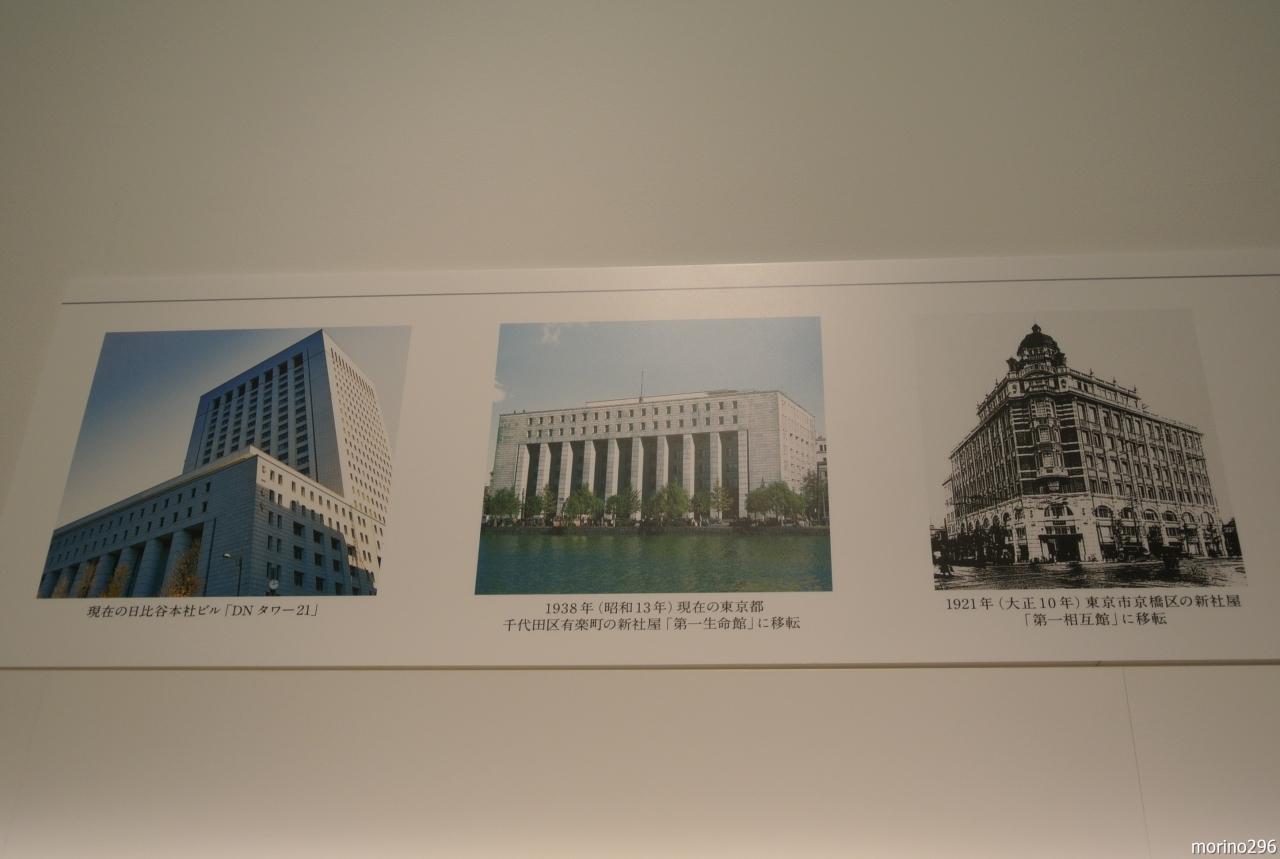 現在の日比谷本社ビル「DNタワー21」
1938年(昭和13年)現在の東京都
千代田区有楽町の新社屋「第一生命館」に移転
1921年(大正10年)東京市京橋区の新社屋
「第一相互館」に移転
morino296